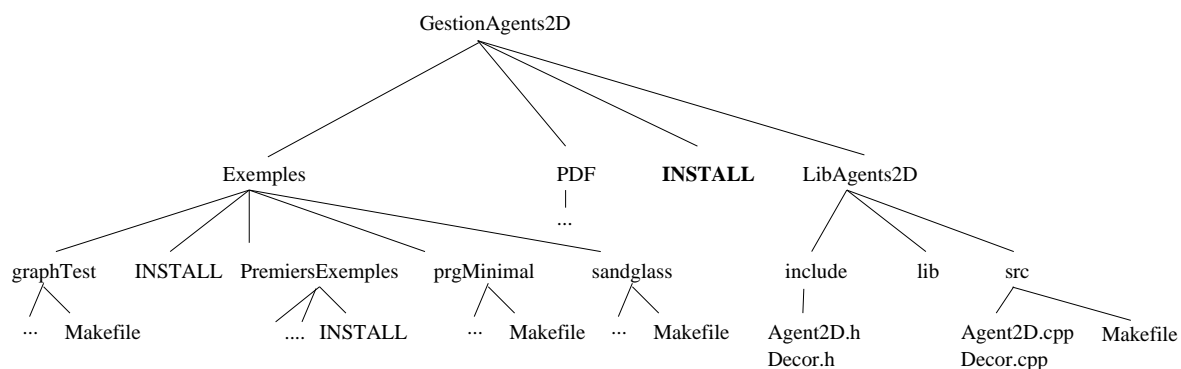 GestionAgents2D
Exemples PDF INSTALL LibAgents2D
...
graphTest INSTALL PremiersExemples prgMinimal sandglass include lib src
... Makefile .... INSTALL ... Makefile ... Makefile Agent2D.h Agent2D.cpp Makefile
Decor.h Decor.cpp